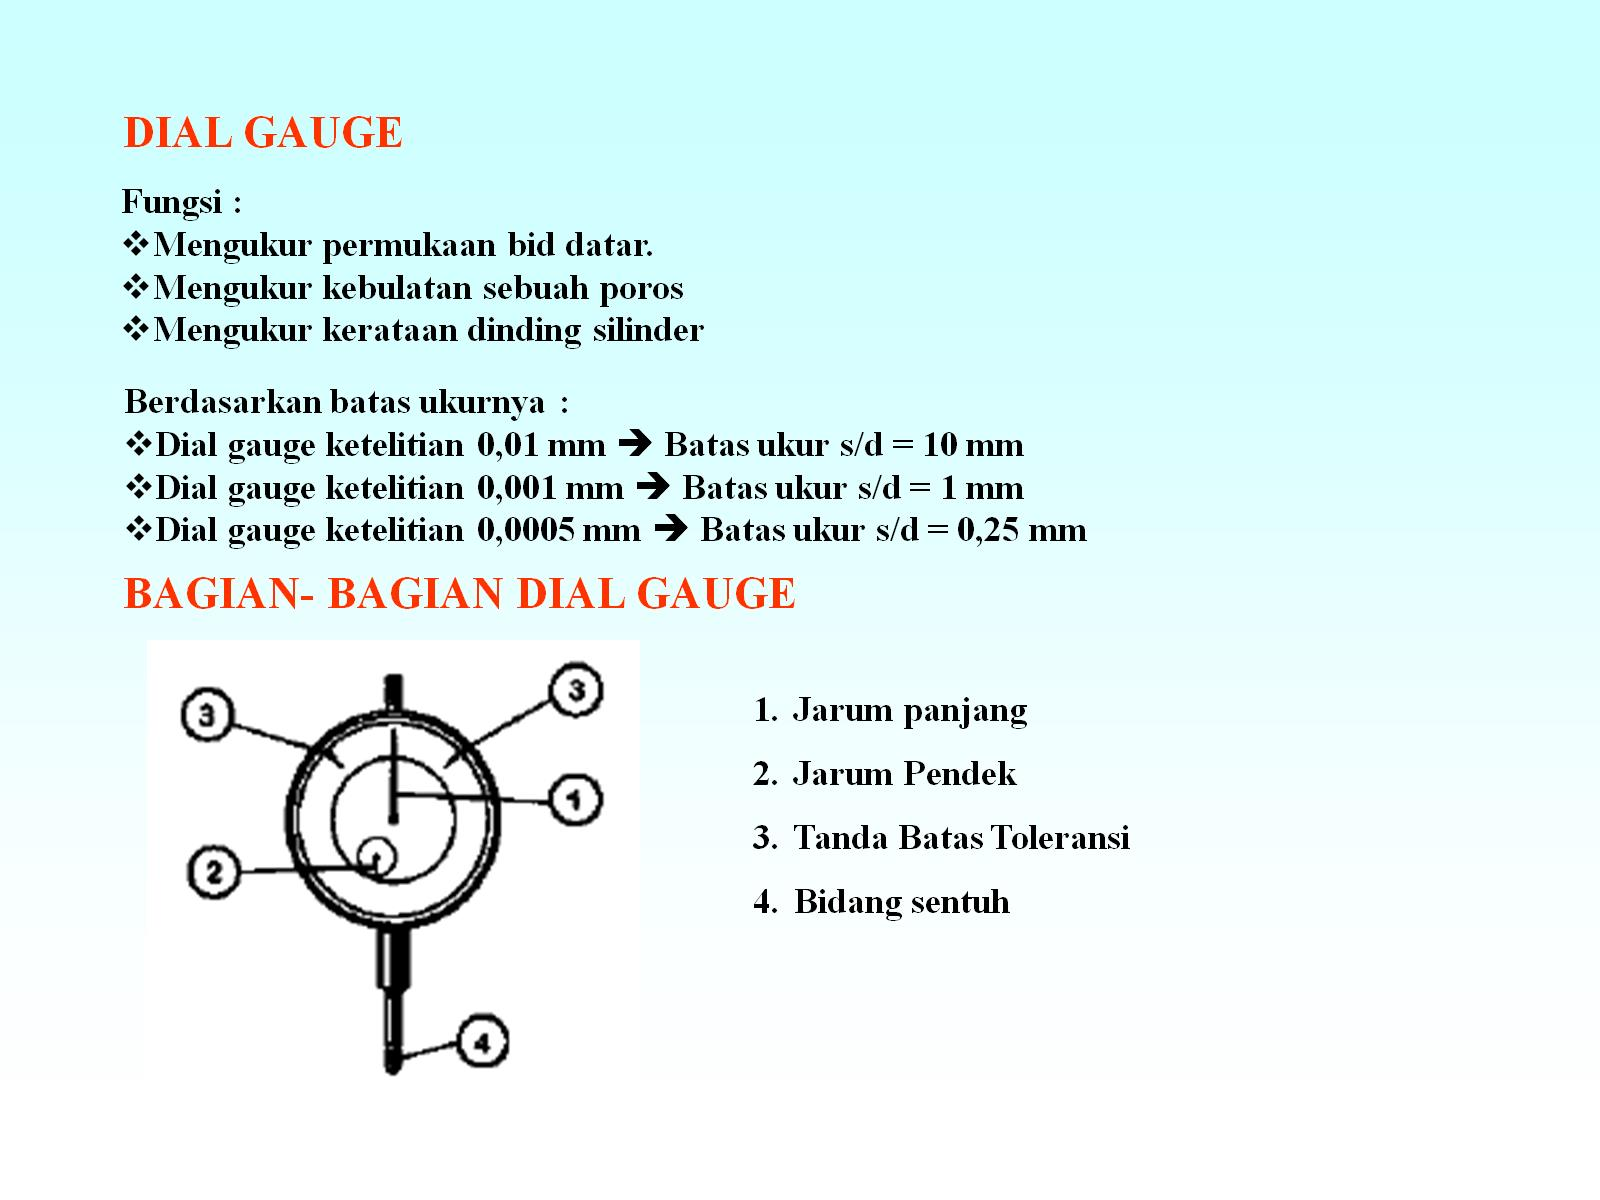 DIAL GAUGE
Fungsi :
❖Mengukur permukaan bid datar.
❖Mengukur kebulatan sebuah poros
❖Mengukur kerataan dinding silinder
Berdasarkan batas ukurnya :
❖Dial gauge ketelitian 0,01 mm ➔ Batas ukur s/d = 10 mm
❖Dial gauge ketelitian 0,001 mm ➔ Batas ukur s/d = 1 mm
❖Dial gauge ketelitian 0,0005 mm ➔ Batas ukur s/d = 0,25 mm
BAGIAN- BAGIAN DIAL GAUGE
3
3
1
2
4
1. Jarum panjang
2. Jarum Pendek
3. Tanda Batas Toleransi
4. Bidang sentuh